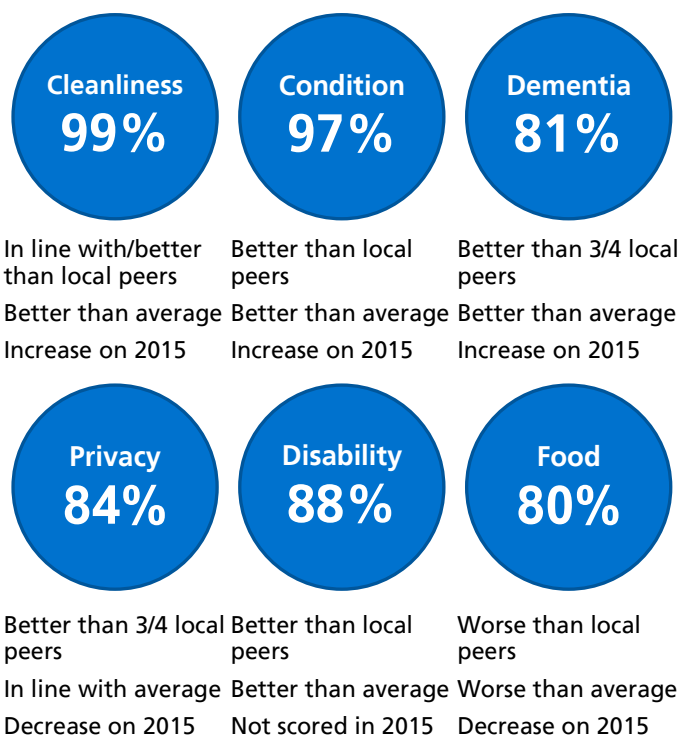 Cleanliness
99%
In line with/better
than local peers
Better than average
Increase on 2015
Condition
97%
Better than local
peers
Better than average
Increase on 2015
Dementia
81%
Better than 3/4 local
peers
Better than average
Increase on 2015
Privacy
84%
Better than 3/4 local
peers
In line with average
Decrease on 2015
Disability
88%
Better than local
peers
Better than average
Not scored in 2015
Food
80%
Worse than local
peers
Worse than average
Decrease on 2015